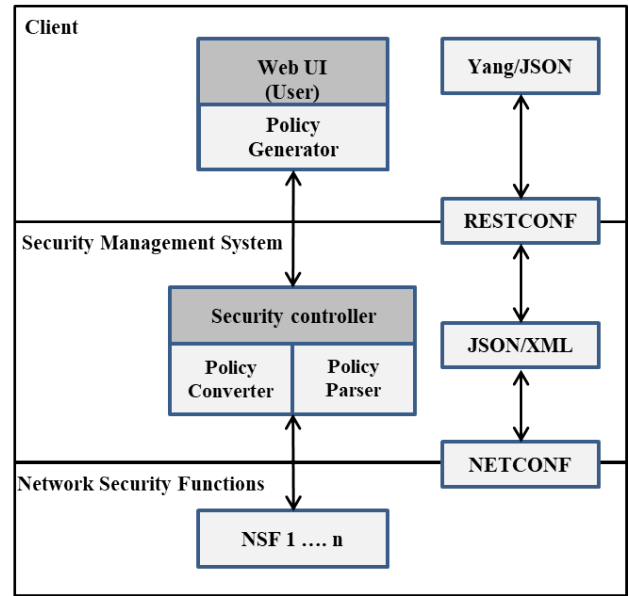 Client
Web UI
(User)
Policy
Generator
Yang/JSON
RESTCONF
Security Management System
Security controller
Policy
Converter
Policy
Parser
JSON/XML
NETCONF
Network Security Functions
NSF 1 .... n